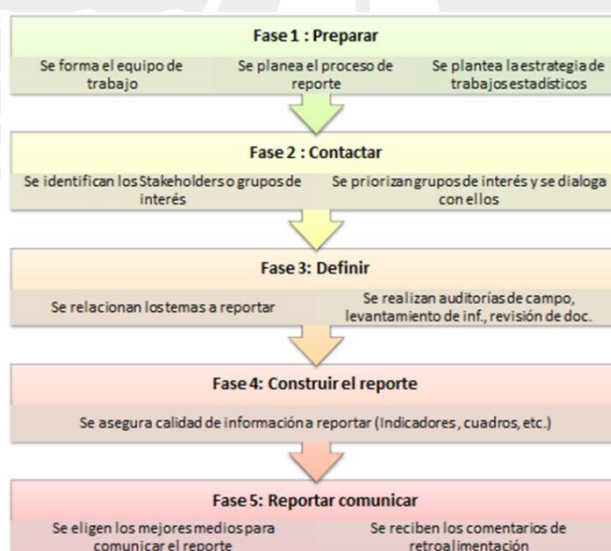 Fase 1 : Preparar
Se forma el equipo de
trabajo
Se planea el proceso de
reporte
Se plantea la estrategia de
trabajos estadísticos
Fase 2 : Contactar
Se identifican los Stakeholders o grupos de
interés
Se priorizan grupos de interés y se dialoga
con ellos
Fase 3: Definir
Se relacionan los temas a reportar
Se realizan auditorías de campo,
levantamiento de inf., revisión de doc.
Fase 4: Construir el reporte
Se asegura calidad de información a reportar (Indicadores, cuadros, etc.)
Fase 5: Reportar comunicar
Se eligen los mejores medios para
comunicar el reporte
Se reciben los comentarios de
retroalimentación